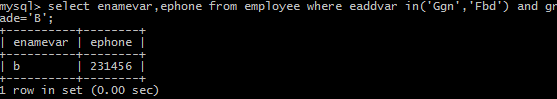 mysql> select enamevar,ephone from employee where eaddvar in('Ggn','Fbd') and gr
ade='B';
+----------+--------+
| enamevar | ephone |
+----------+--------+
| b        | 231456 |
+----------+--------+
1 row in set (0.00 sec)